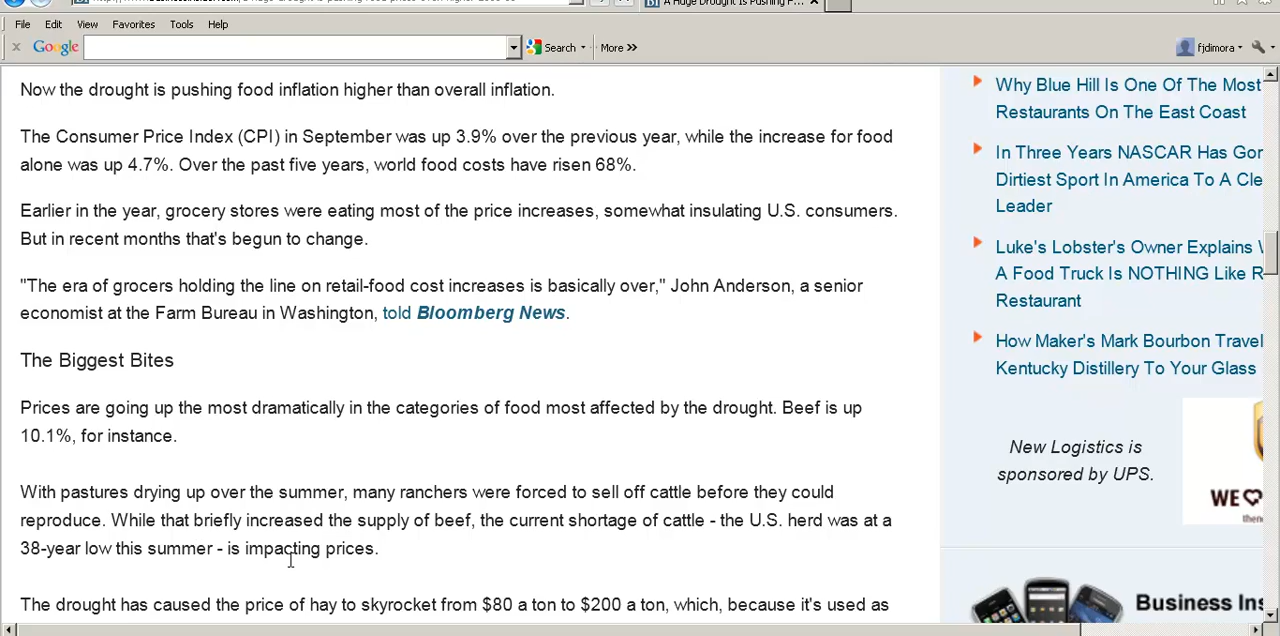 A Huge Drought Is Pushing F...
File Edit View Favorites Tools Help
Google Search More >> fjdimora
Now the drought is pushing food inflation higher than overall inflation.
The Consumer Price Index (CPI) in September was up 3.9% over the previous year, while the increase for food
alone was up 4.7%. Over the past five years, world food costs have risen 68%.
Earlier in the year, grocery stores were eating most of the price increases, somewhat insulating U.S. consumers.
But in recent months that's begun to change.
"The era of grocers holding the line on retail-food cost increases is basically over," John Anderson, a senior
economist at the Farm Bureau in Washington, told Bloomberg News.
The Biggest Bites
Prices are going up the most dramatically in the categories of food most affected by the drought. Beef is up
10.1%, for instance.
With pastures drying up over the summer, many ranchers were forced to sell off cattle before they could
reproduce. While that briefly increased the supply of beef, the current shortage of cattle - the U.S. herd was at a
38-year low this summer - is impacting prices.
The drought has caused the price of hay to skyrocket from $80 a ton to $200 a ton, which, because it's used as
Why Blue Hill Is One Of The Most
Restaurants On The East Coast
In Three Years NASCAR Has Gor
Dirtiest Sport In America To A Cle
Leader
Luke's Lobster's Owner Explains
A Food Truck Is NOTHING Like R
Restaurant
How Maker's Mark Bourbon Travel
Kentucky Distillery To Your Glass
New Logistics is
sponsored by UPS.
WE
Business Ins